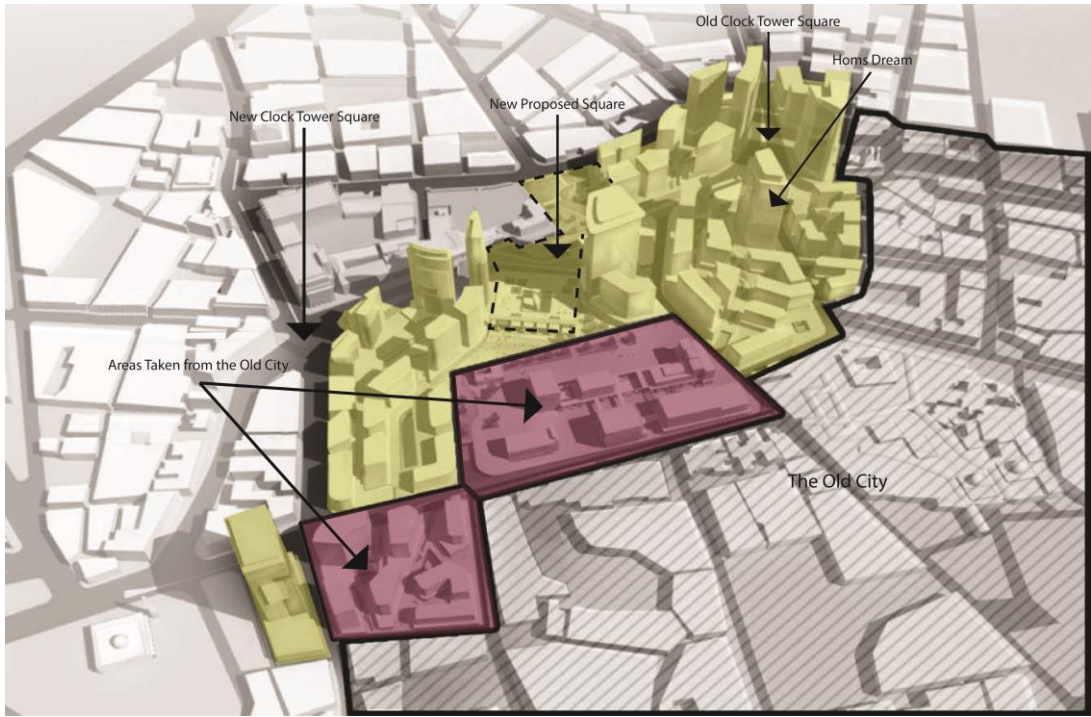 Old Clock Tower Square
Homs Dream
New Proposed Square
New Clock Tower Square
Areas Taken from the Old City
The Old City